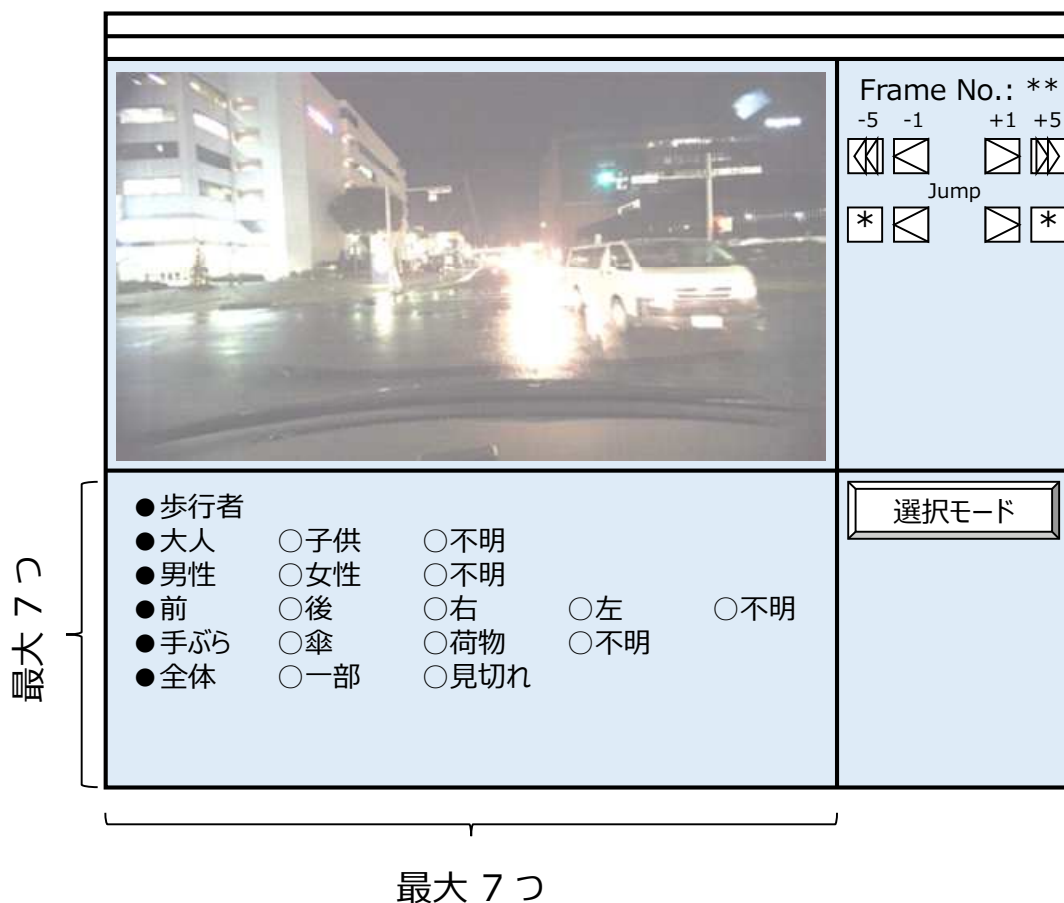 Frame No.: **
-5 -1 +1 +5
Jump
* *
●歩行者
●大人 ○子供 ○不明
●男性 ○女性 ○不明
●前 ○後 ○右 ○左 ○不明
●手ぶら ○傘 ○荷物 ○不明
●全体 ○一部 ○見切れ
選択モード
最大 7 つ
最大 7 つ